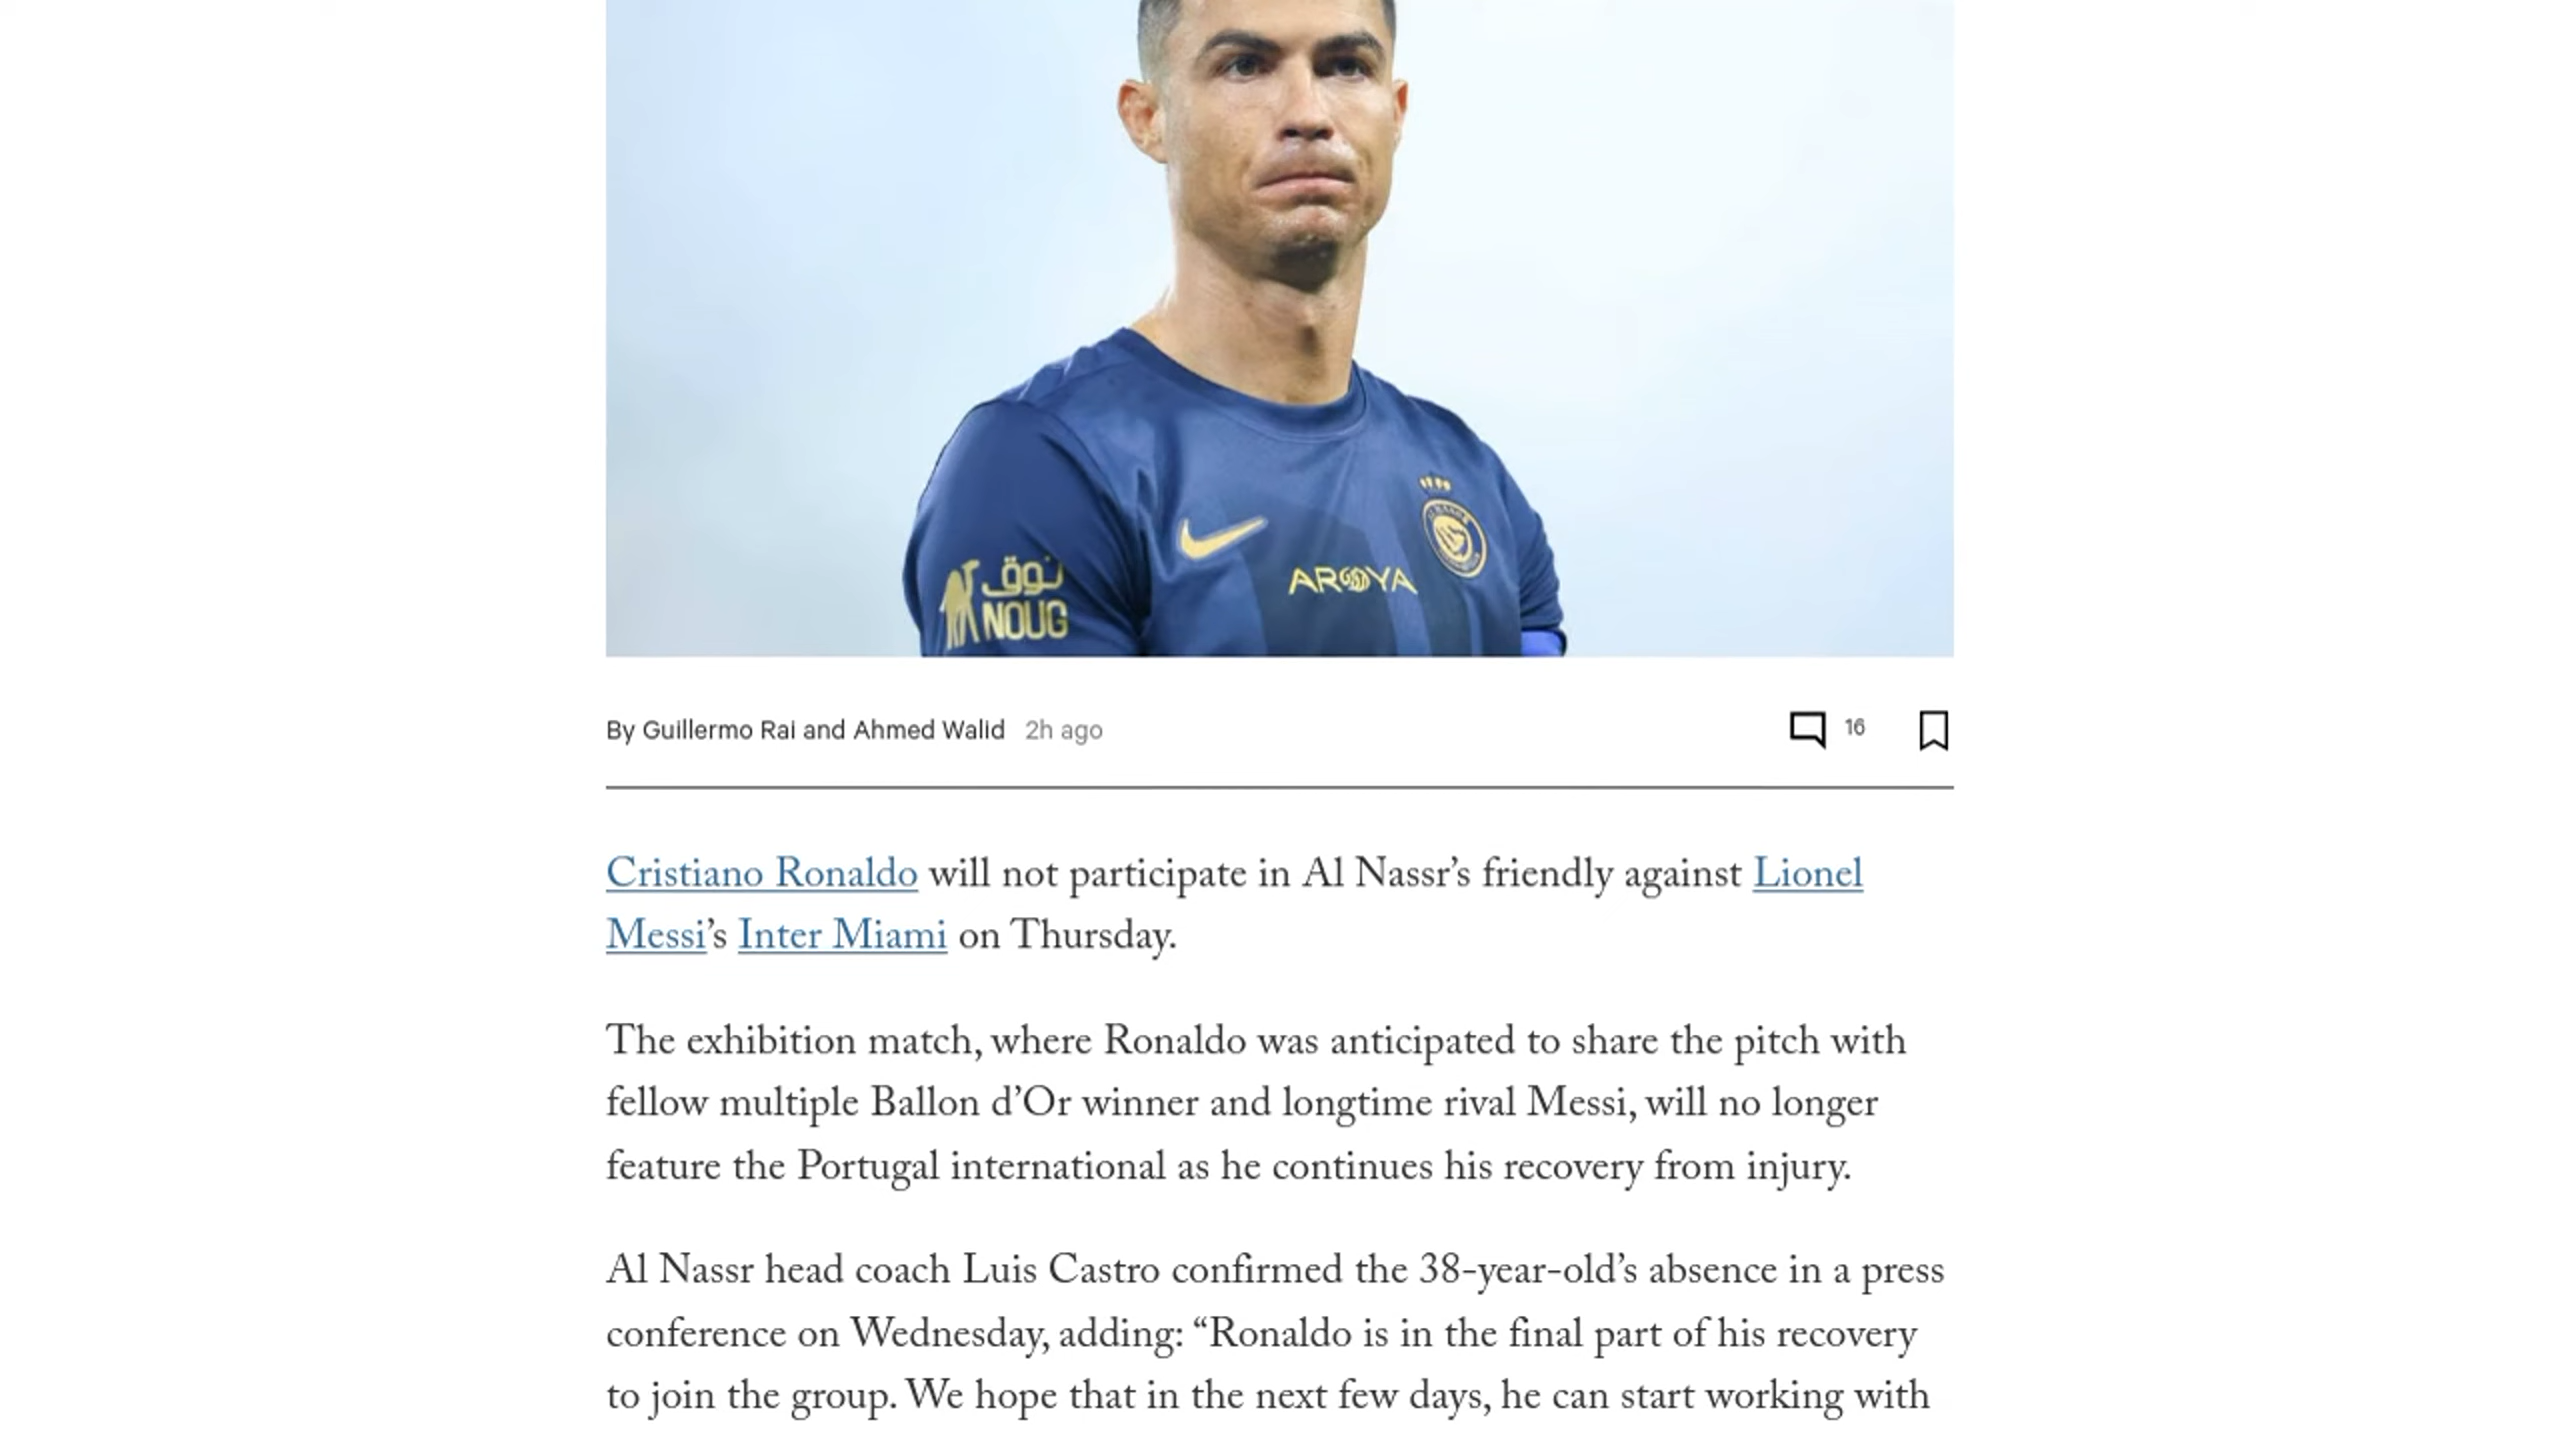 نوق
NOUG
AROYA
By Guillermo Rai and Ahmed Walid 2h ago
16
Cristiano Ronaldo will not participate in Al Nassr’s friendly against Lionel
Messi’s Inter Miami on Thursday.
The exhibition match, where Ronaldo was anticipated to share the pitch with
fellow multiple Ballon d’Or winner and longtime rival Messi, will no longer
feature the Portugal international as he continues his recovery from injury.
Al Nassr head coach Luis Castro confirmed the 38-year-old’s absence in a press
conference on Wednesday, adding: “Ronaldo is in the final part of his recovery
to join the group. We hope that in the next few days, he can start working with